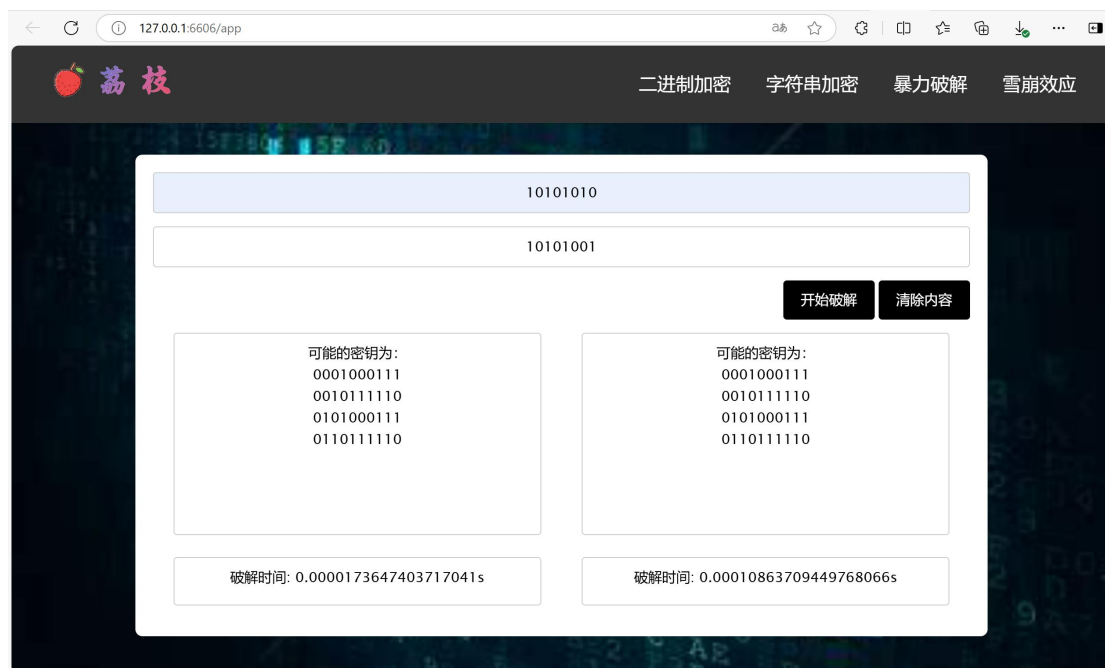 127.0.0.1:6606/app
荔枝
二进制加密 字符串加密 暴力破解 雪崩效应
10101010
10101001
开始破解 清除内容
可能的密钥为：
0001000111
0010111110
0101000111
0110111110
可能的密钥为：
0001000111
0010111110
0101000111
0110111110
破解时间: 0.0000173647403717041s
破解时间: 0.00010863709449768066s